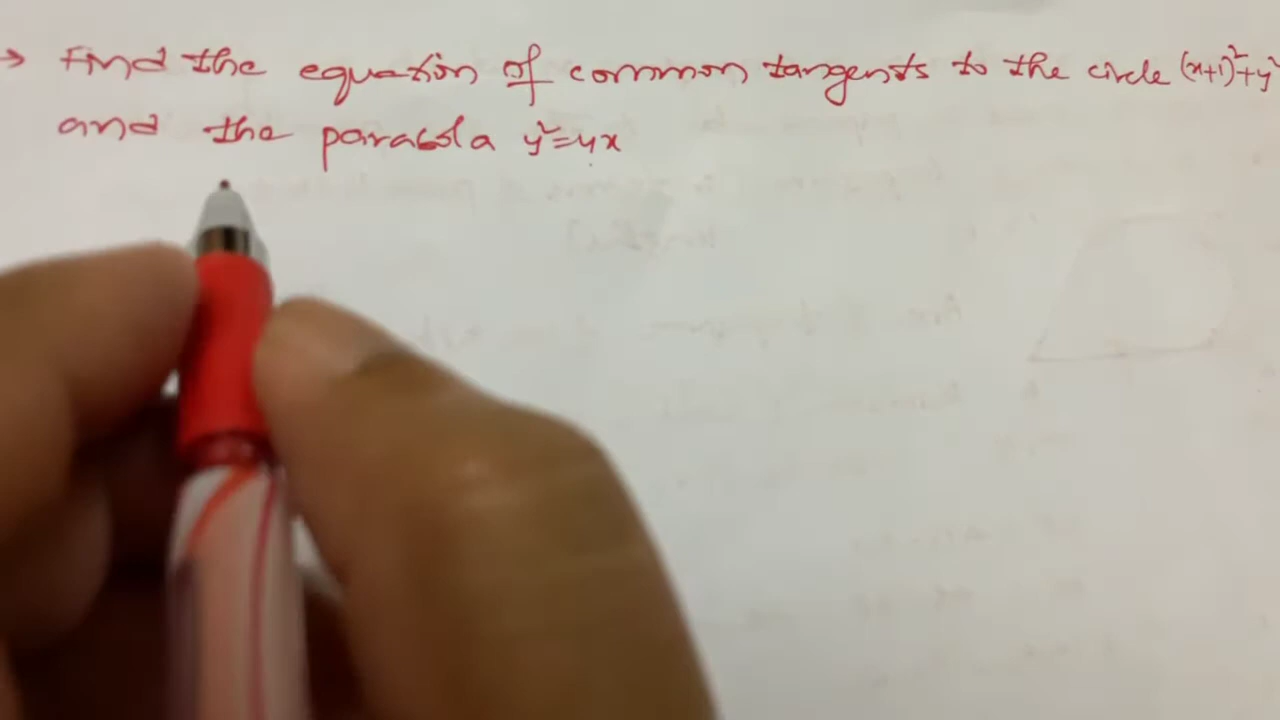 → Find the equation of common tangents to the circle (x+1)²+y²
and the parabola y²=4x